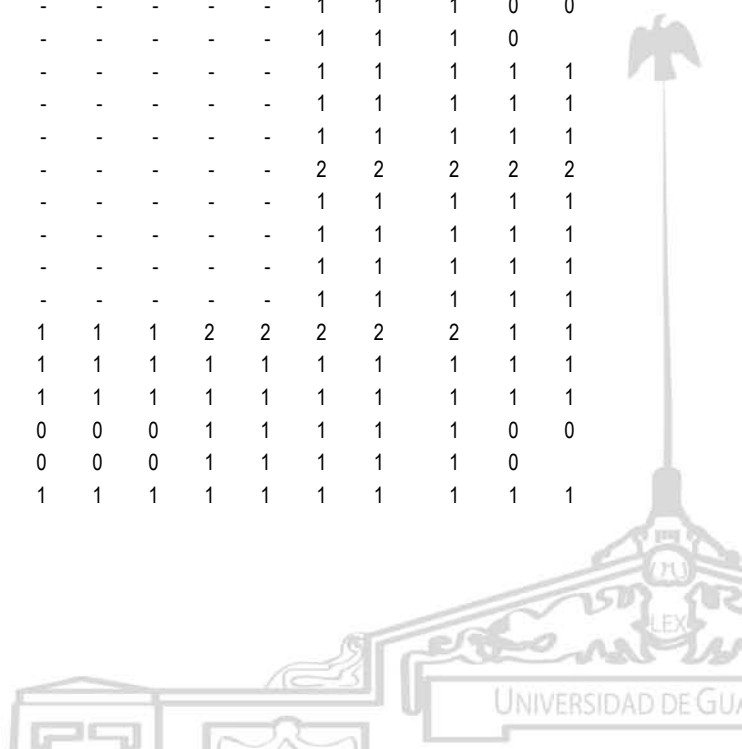 - - - - - 1 1 1 0 0
- - - - - 1 1 1 0
- - - - - 1 1 1 1 1
- - - - - 1 1 1 1 1
- - - - - 1 1 1 1 1
- - - - - 2 2 2 2 2
- - - - - 1 1 1 1 1
- - - - - 1 1 1 1 1
- - - - - 1 1 1 1 1
- - - - - 1 1 1 1 1
1 1 1 2 2 2 2 2 1 1
1 1 1 1 1 1 1 1 1 1
1 1 1 1 1 1 1 1 1 1
0 0 0 1 1 1 1 1 0 0
0 0 0 1 1 1 1 1 0
1 1 1 1 1 1 1 1 1 1
LEX
UNIVERSIDAD DE GUA